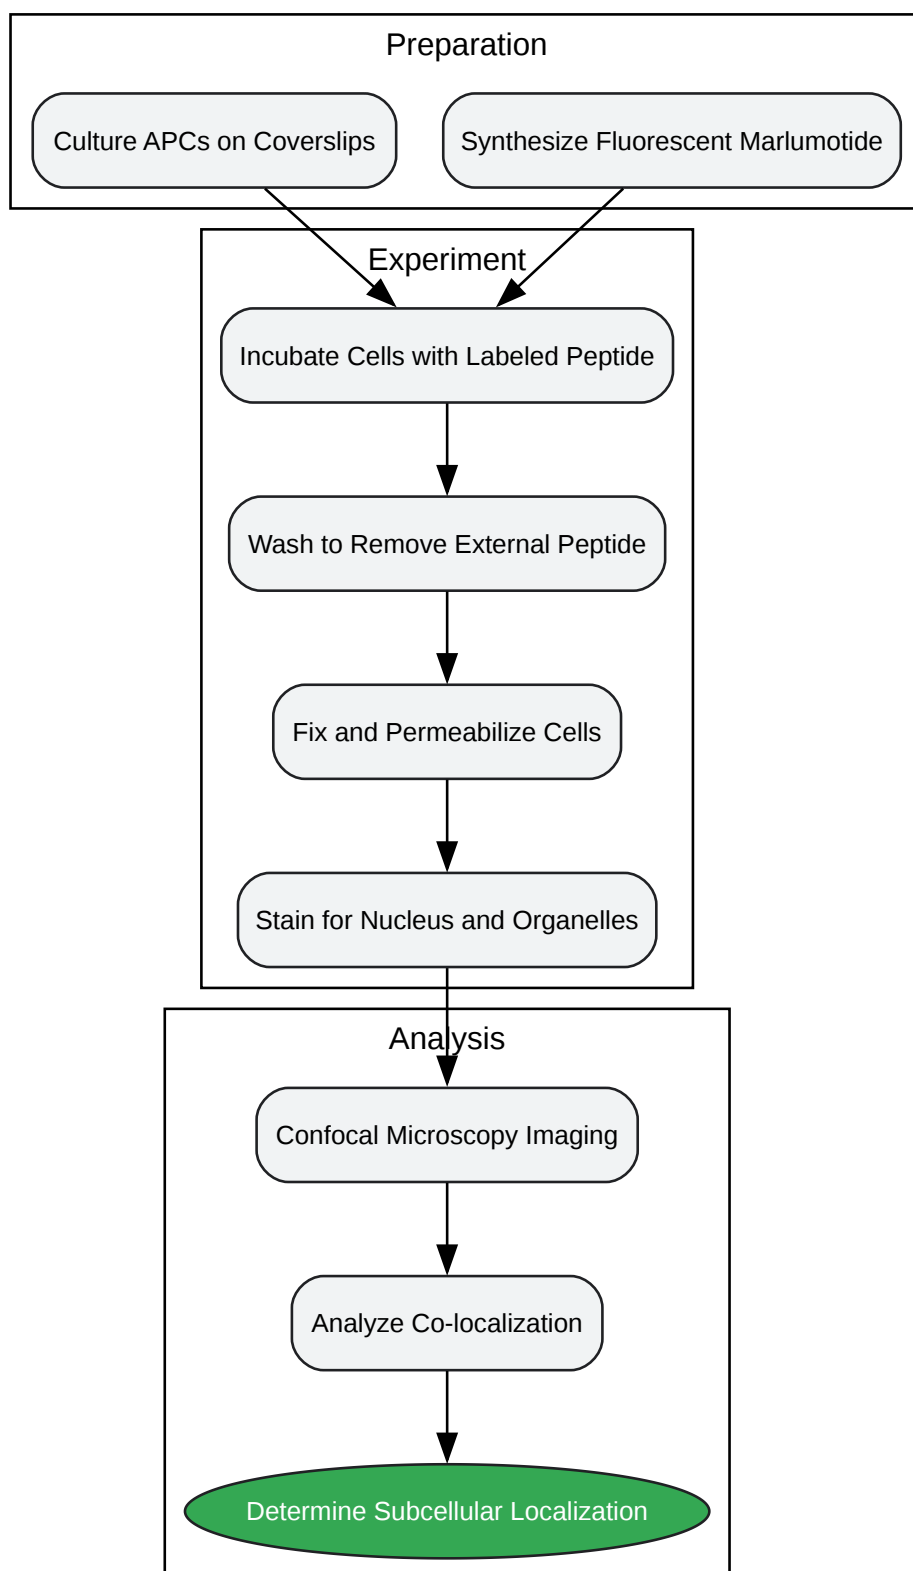 Preparation
Culture APCs on Coverslips
Synthesize Fluorescent Marlumotide
Experiment
Incubate Cells with Labeled Peptide
Wash to Remove External Peptide
Fix and Permeabilize Cells
Stain for Nucleus and Organelles
Analysis
Confocal Microscopy Imaging
Analyze Co-localization
Determine Subcellular Localization